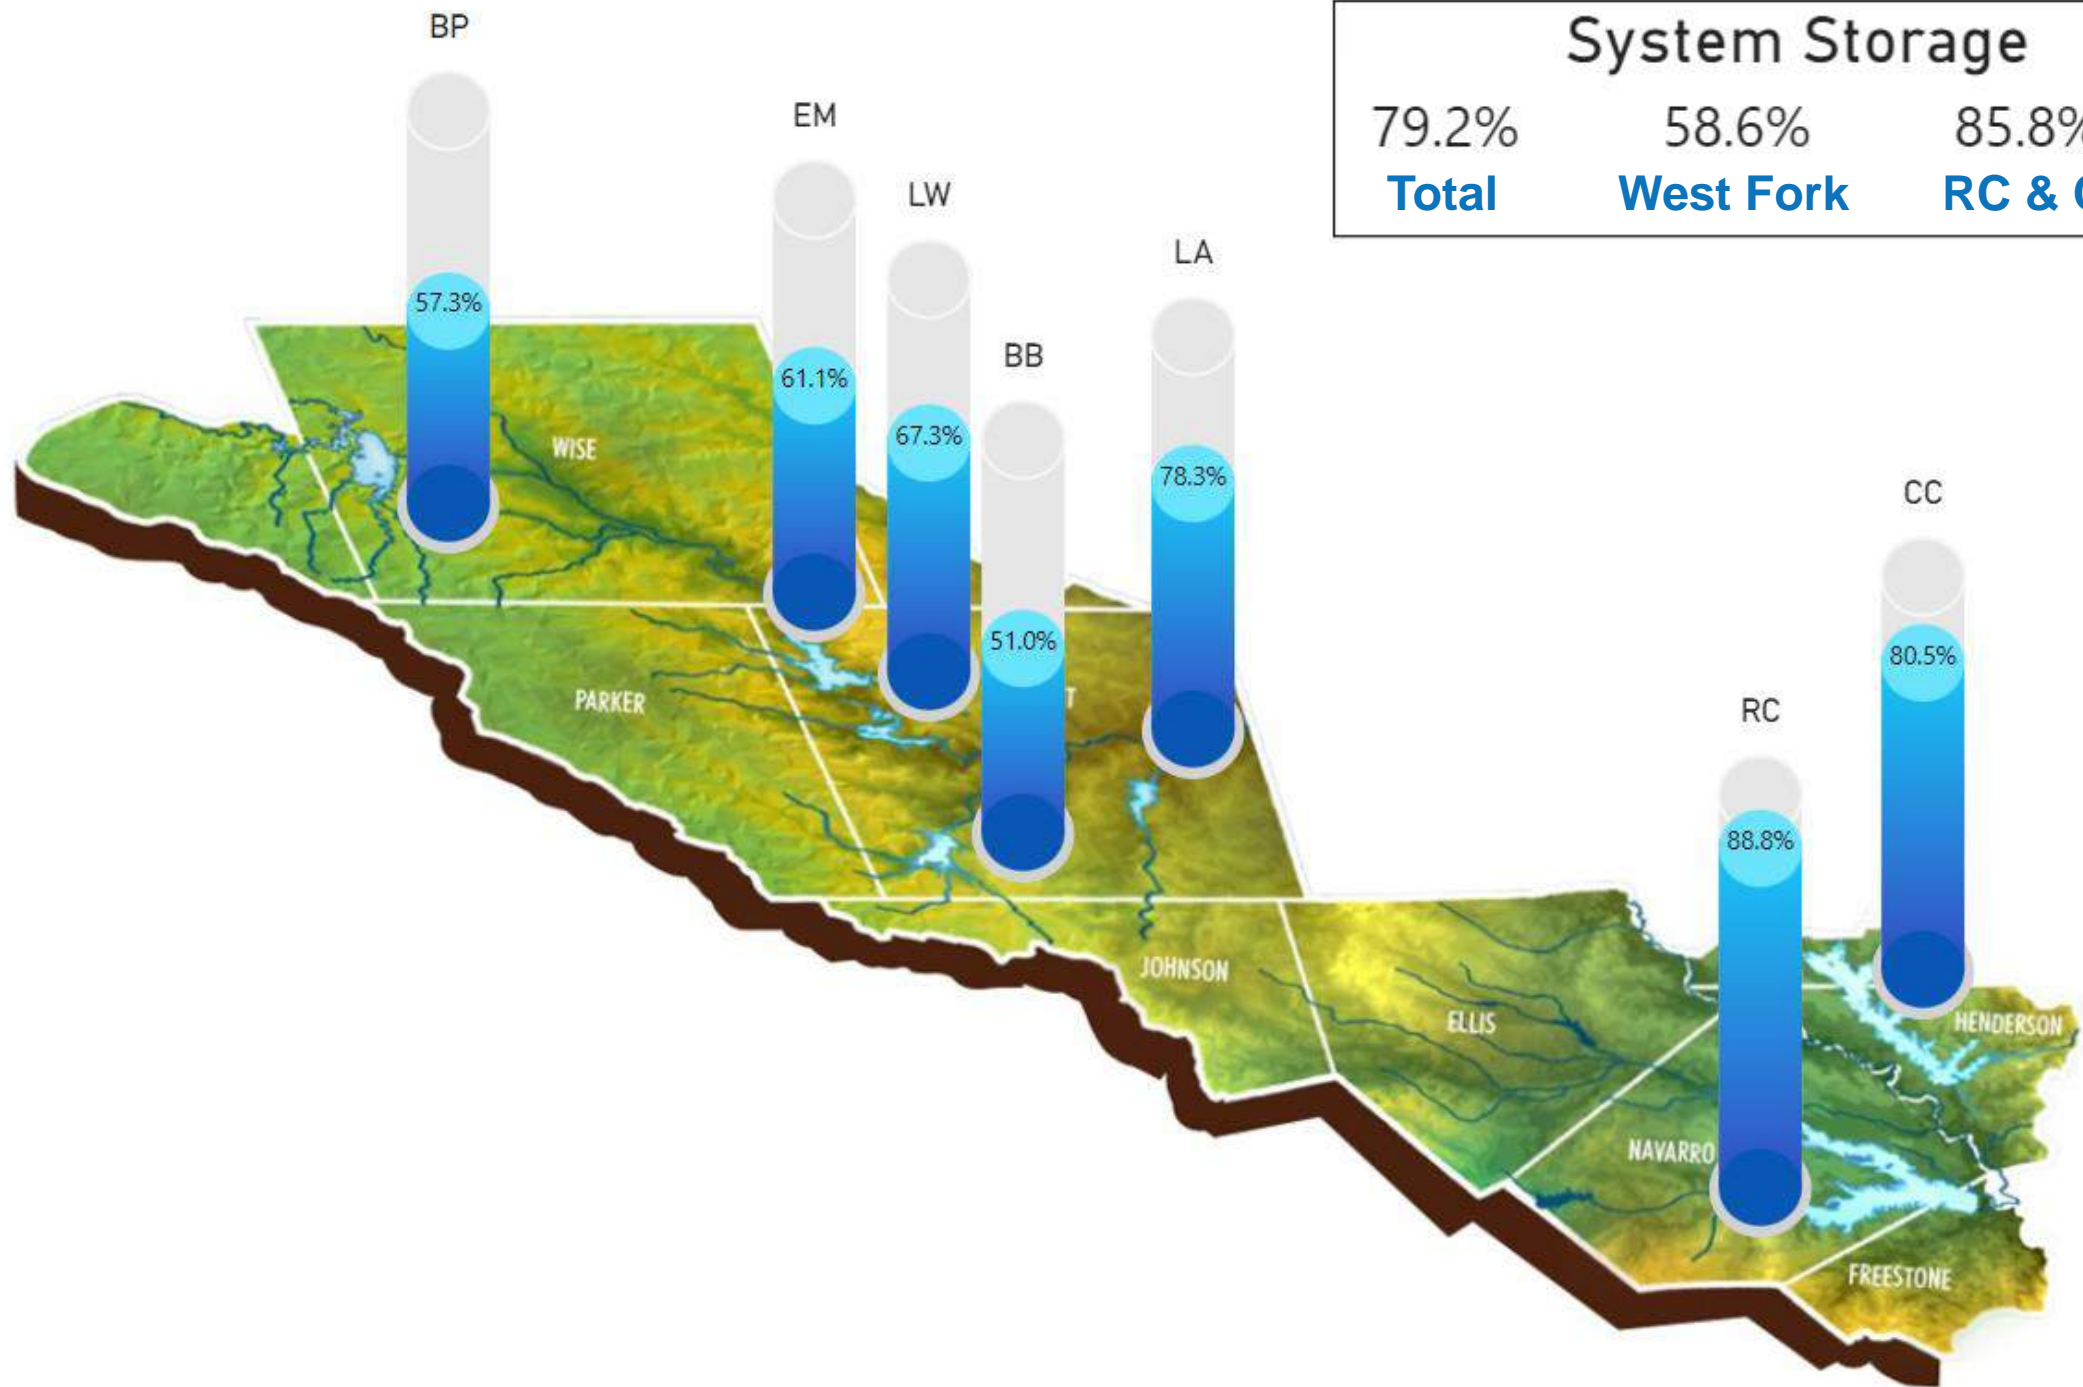 System Storage
79.2% 58.6% 85.8%
Total West Fork RC &
BP
EM
LW
LA
BB
CC
RC
57.3%
61.1%
67.3%
51.0%
78.3%
80.5%
88.8%
WISE
PARKER
T
JOHNSON
ELLIS
HENDERSON
NAVARRO
FREESTONE